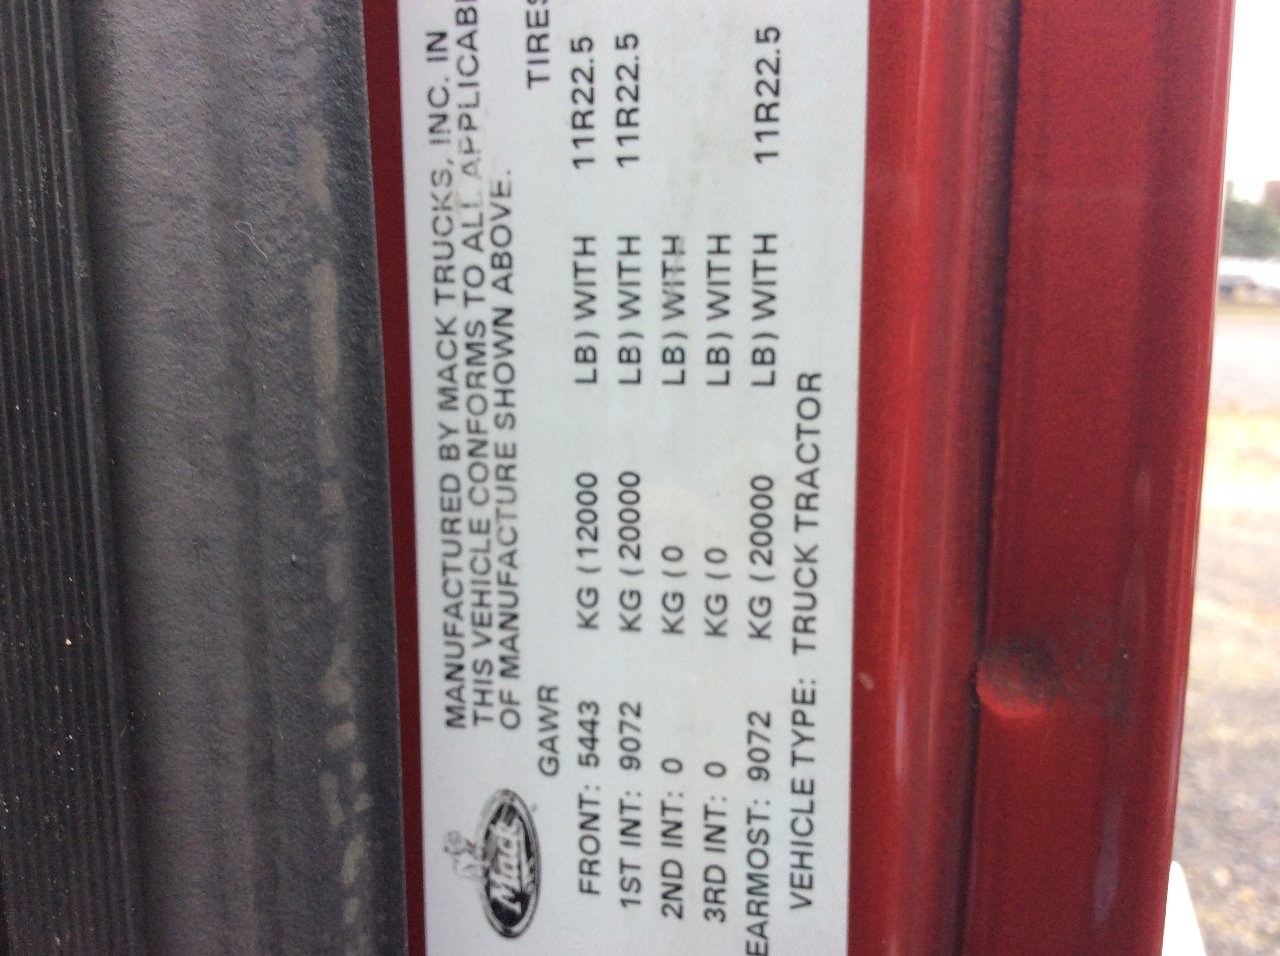 MANUFACTURED BY MACK TRUCKS, INC. IN
THIS VEHICLE CONFORMS TO ALL APPLICAB
OF MANUFACTURE SHOWN ABOVE.
Mack
GAWR TIRES
FRONT: 5443 KG (12000 LB) WITH 11R22.5
1ST INT: 9072 KG (20000 LB) WITH 11R22.5
2ND INT: 0 KG (0 LB) WITH
3RD INT: 0 KG (0 LB) WITH
EARMOST: 9072 KG (20000 LB) WITH 11R22.5
VEHICLE TYPE: TRUCK TRACTOR